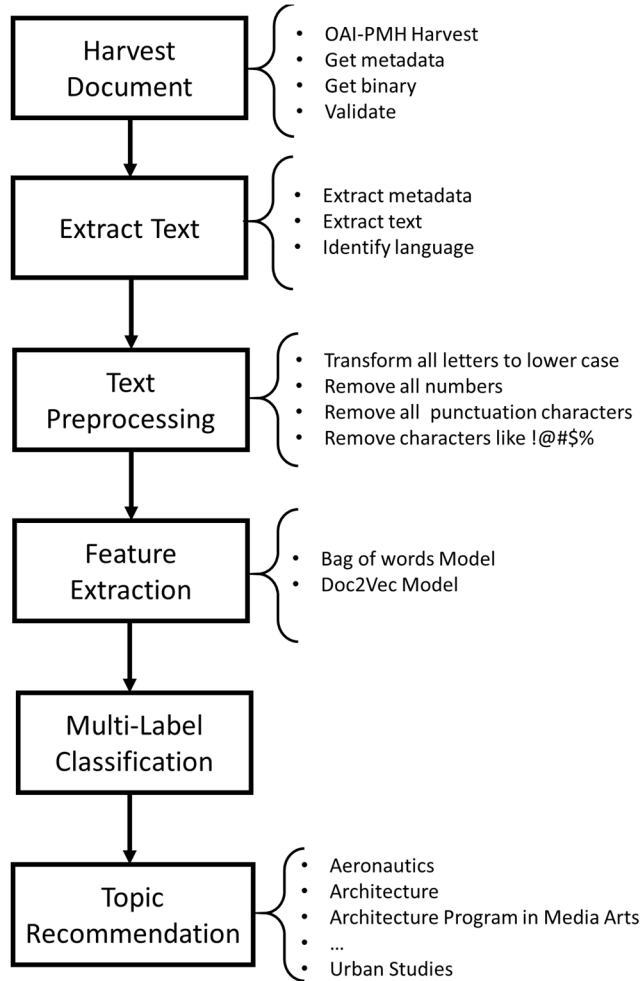 Harvest
Document
• OAI-PMH Harvest
• Get metadata
• Get binary
• Validate
Extract Text
• Extract metadata
• Extract text
• Identify language
Text
Preprocessing
• Transform all letters to lower case
• Remove all numbers
• Remove all  punctuation characters
• Remove characters like !@#$%
Feature
Extraction
• Bag of words Model
• Doc2Vec Model
Multi-Label
Classification
Topic
Recommendation
• Aeronautics
• Architecture
• Architecture Program in Media Arts
• ...
• Urban Studies